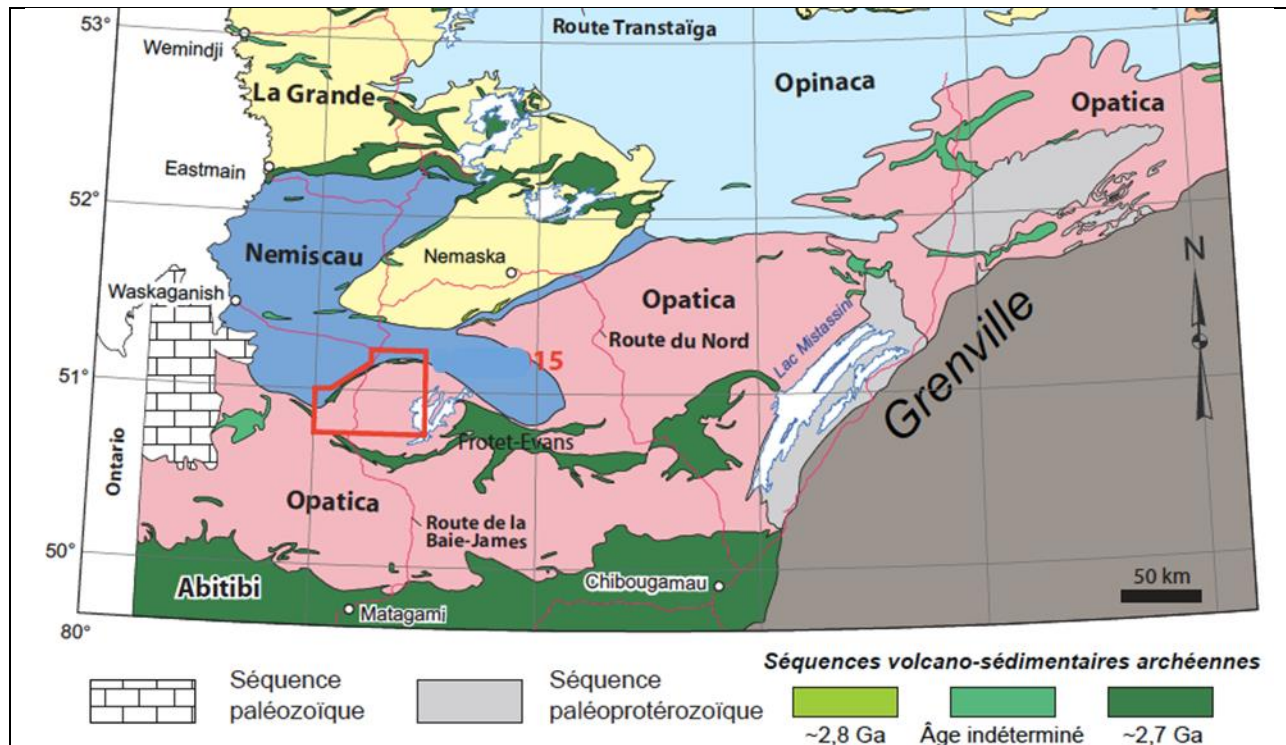 53°
Wemindji
Route Transtaïga
La Grande
Opinaca
Opatica
Eastmain
52°
Nemiscau
Nemaska
Waskaganish
Opatica
Route du Nord
Lac Mistassini
N
51°
15
Grenville
Ontario
Frotet-Evans
Opatica
Route de la
Baie-James
50°
Abitibi
Chibougamau
50 km
Matagami
80°
Séquence
paléozoïque
Séquence
paléoprotérozoïque
Séquences volcano-sédimentaires archéennes
~2,8 Ga
Âge indéterminé
~2,7 Ga